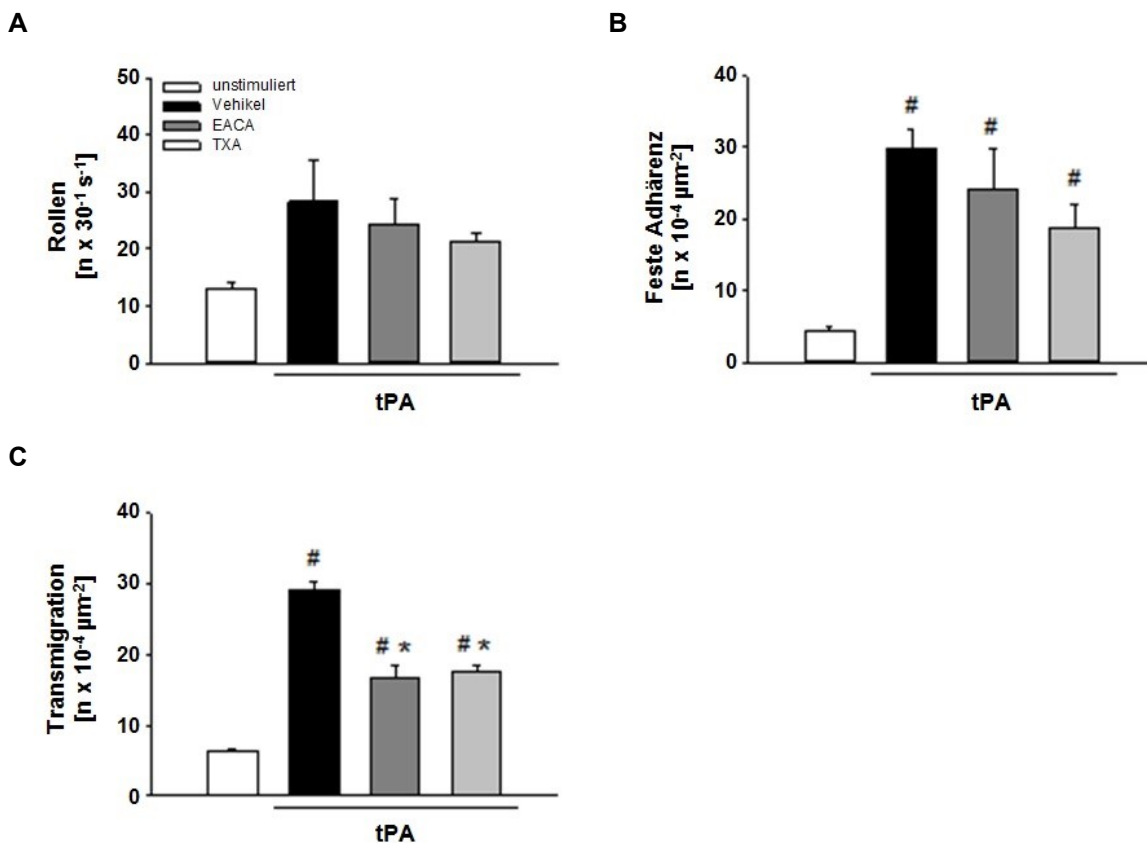 A
50
40
30
20
10
0
Rollen
[n x 30⁻¹ s⁻¹]
unstimuliert
Vehikel
EACA
TXA
tPA
B
40
30
20
10
0
Feste Adhärenz
[n x 10⁻⁴ µm⁻²]
#
#
#
tPA
C
40
30
20
10
0
Transmigration
[n x 10⁻⁴ µm⁻²]
#
# *
# *
tPA